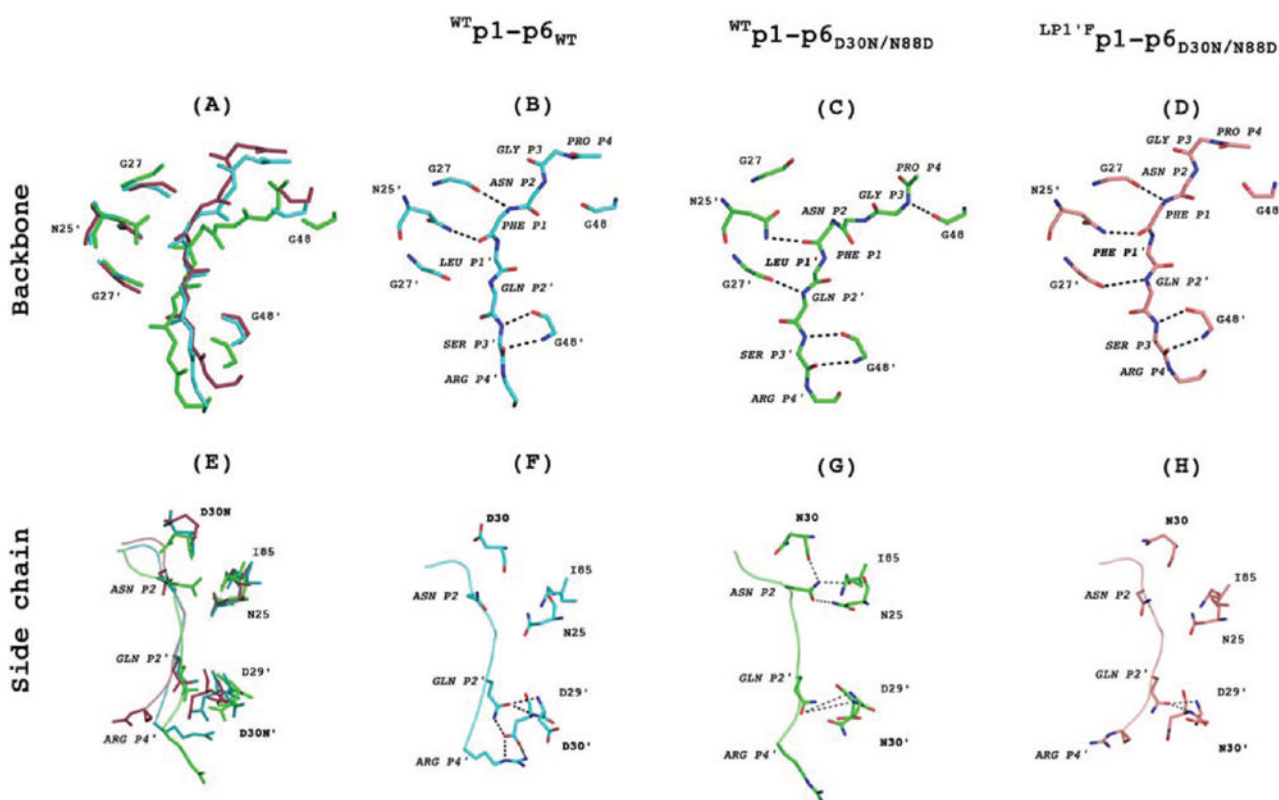 WTp1-p6WT WTp1-p6D30N/N88D LP1'Fp1-p6D30N/N88D
Backbone
(A)
G27
N25'
G27'
G48
G48'
(B)
PRO P4
GLY P3
G27
ASN P2
N25'
G48
PHE P1
LEU P1'
G27'
GLN P2'
SER P3'
G48'
ARG P4'
(C)
G27
PRO P4
N25'
GLY P3
ASN P2
G48
LEU P1'
PHE P1
G27'
GLN P2'
SER P3'
G48'
ARG P4'
(D)
PRO P4
GLY P3
G27
ASN P2
N25'
G48
PHE P1
PHE P1'
G27'
GLN P2'
G48'
SER P3
ARG P4
Side chain
(E)
D30N
I85
ASN P2
N25
GLN P2'
D29'
ARG P4'
D30N'
(F)
D30
I85
ASN P2
N25
GLN P2'
D29'
D30'
ARG P4'
(G)
N30
I85
ASN P2
N25
GLN P2'
D29'
N30'
ARG P4'
(H)
N30
I85
ASN P2
N25
GLN P2'
D29'
ARG P4'
N30'